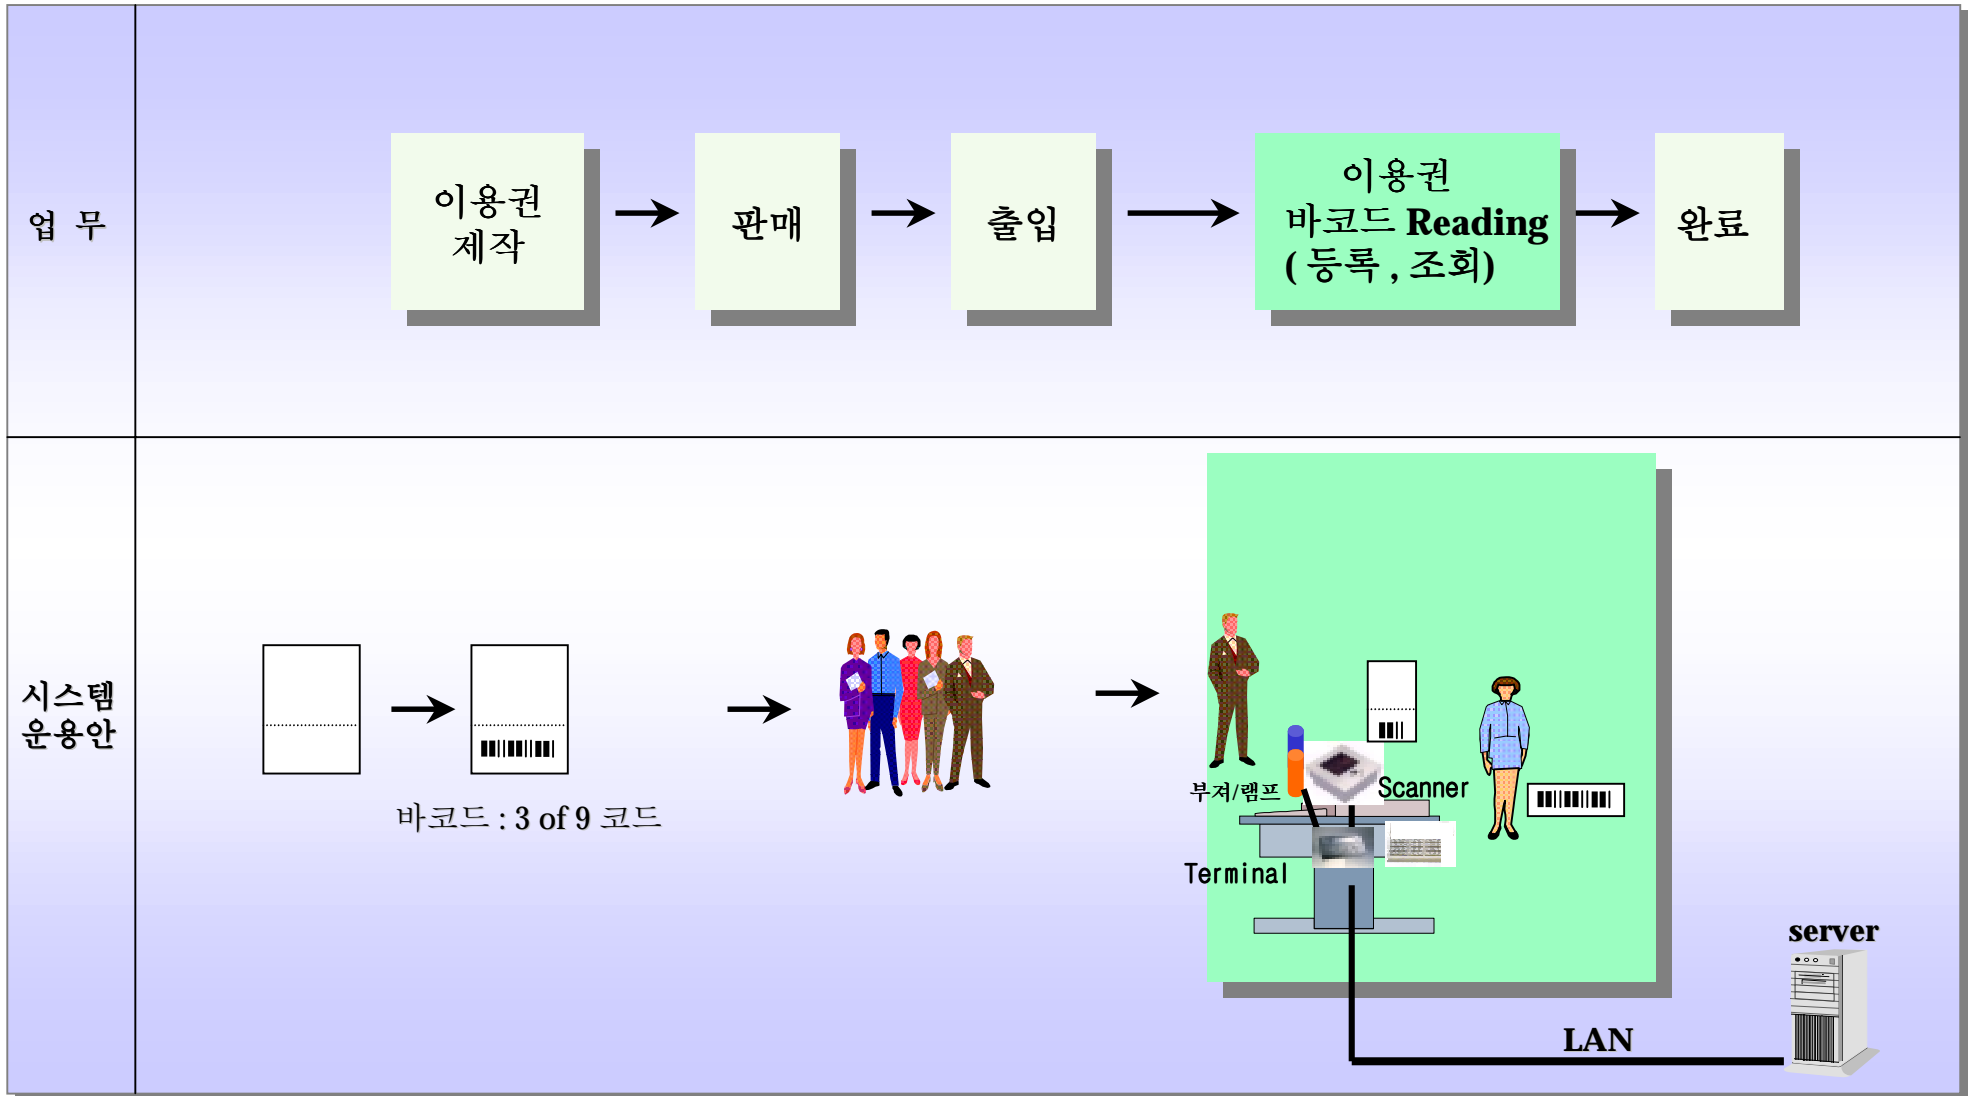 업 무
이용권
제작
판매
출입
이용권
바코드 Reading
( 등록 , 조회)
완료
시스템
운용안
바코드 : 3 of 9 코드
부져/램프
Scanner
Terminal
server
LAN